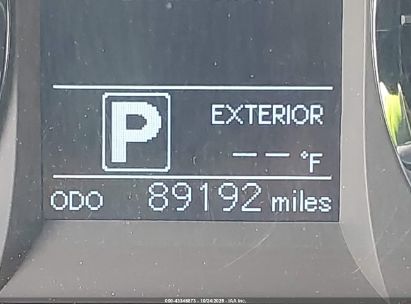 P
EXTERIOR
-- °F
ODO 89192 miles